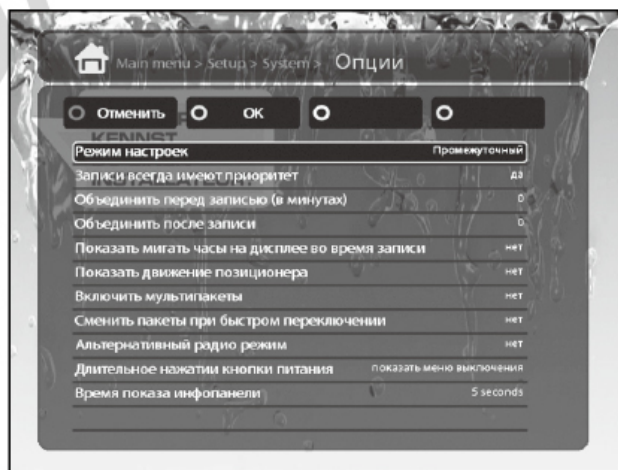 Main menu > Setup > System > Опции
Отменить OK
KENNST
Режим настроек Промежуточный
Записи всегда имеют приоритет да
Объединить перед записью (в минутах) 0
Объединить после записи 0
Показать мигать часы на дисплее во время записи нет
Показать движение позиционера нет
Включить мультипакеты нет
Сменить пакеты при быстром переключении нет
Альтернативный радио режим нет
Длительное нажатии кнопки питания показать меню выключения
Время показа инфопанели 5 seconds